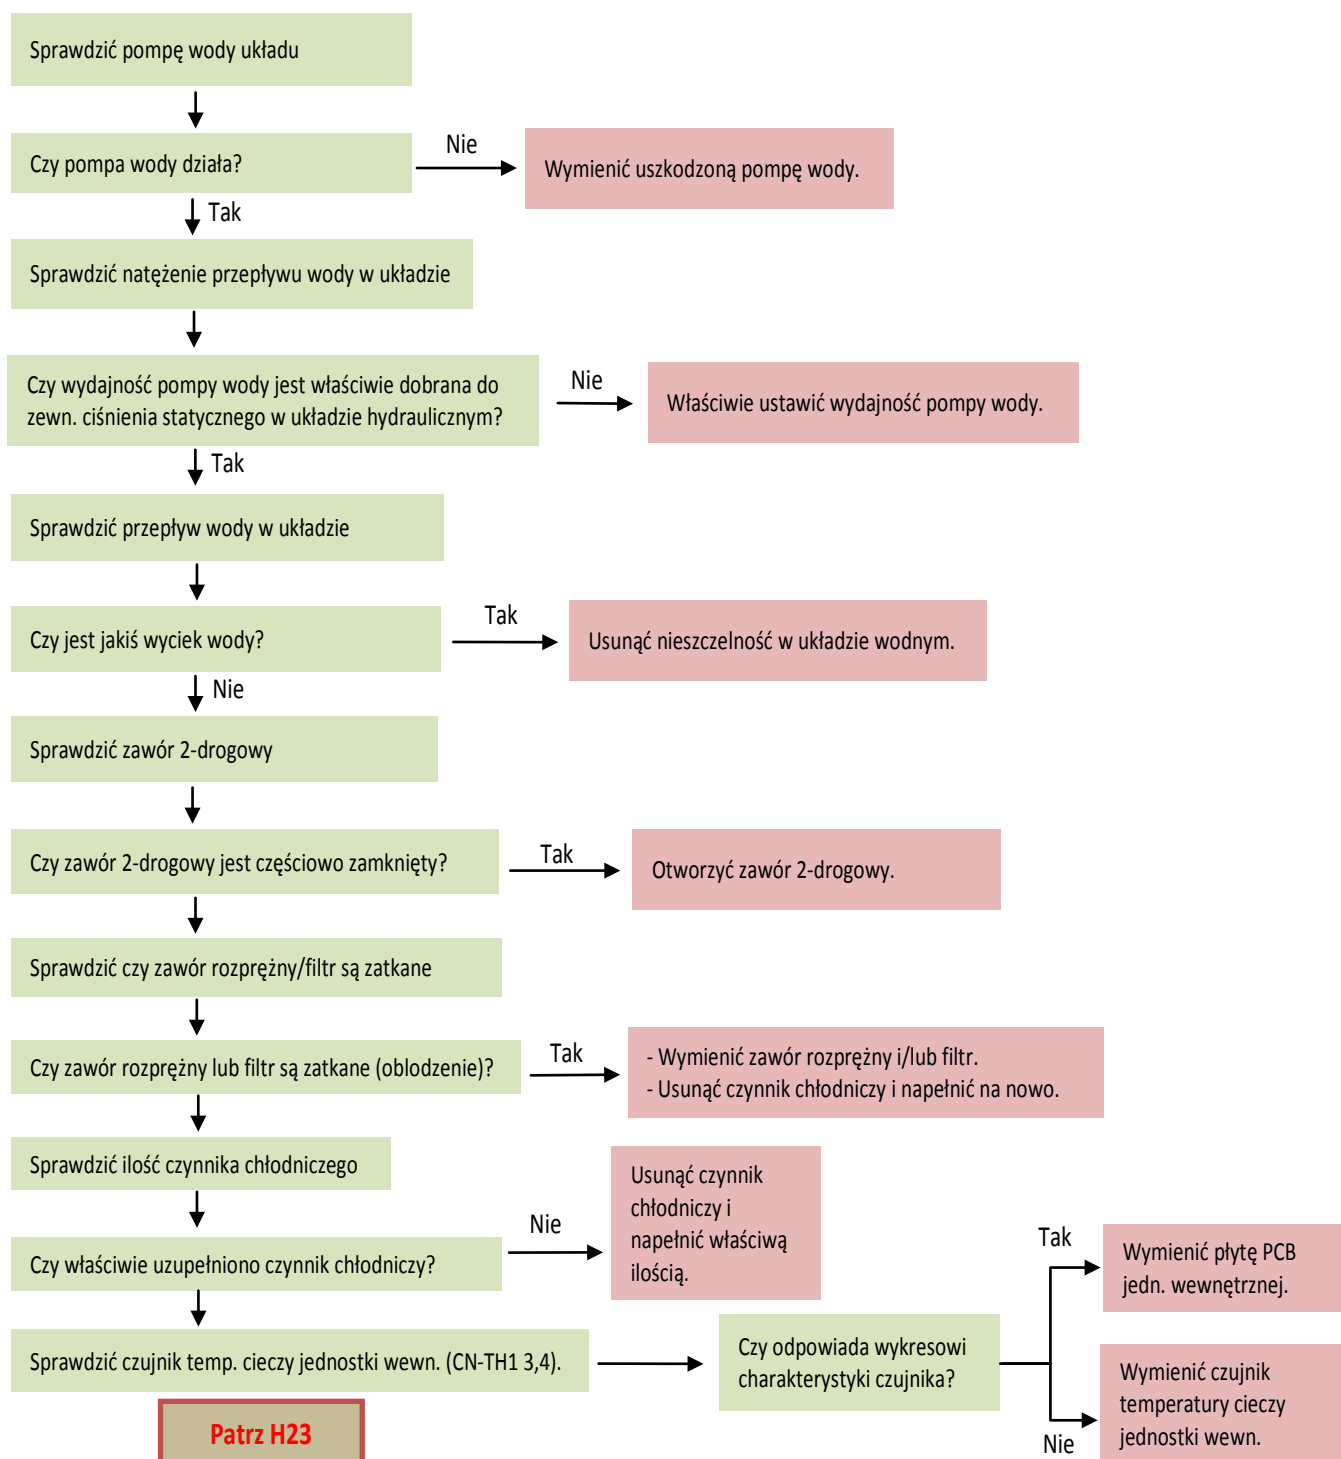 Sprawdzić pompę wody układu
Czy pompa wody działa?
Nie
Wymienić uszkodzoną pompę wody.
Tak
Sprawdzić natężenie przepływu wody w układzie
Czy wydajność pompy wody jest właściwie dobrana do
zewn. ciśnienia statycznego w układzie hydraulicznym?
Nie
Właściwie ustawić wydajność pompy wody.
Tak
Sprawdzić przepływ wody w układzie
Czy jest jakiś wyciek wody?
Tak
Usunąć nieszczelność w układzie wodnym.
Nie
Sprawdzić zawór 2-drogowy
Czy zawór 2-drogowy jest częściowo zamknięty?
Tak
Otworzyć zawór 2-drogowy.
Sprawdzić czy zawór rozprężny/filtr są zatkane
Czy zawór rozprężny lub filtr są zatkane (oblodzenie)?
Tak
- Wymienić zawór rozprężny i/lub filtr.
- Usunąć czynnik chłodniczy i napełnić na nowo.
Sprawdzić ilość czynnika chłodniczego
Czy właściwie uzupełniono czynnik chłodniczy?
Nie
Usunąć czynnik
chłodniczy i
napełnić właściwą
ilością.
Sprawdzić czujnik temp. cieczy jednostki wewn. (CN-TH1 3,4).
Czy odpowiada wykresowi
charakterystyki czujnika?
Tak
Wymienić płytę PCB
jedn. wewnętrznej.
Nie
Wymienić czujnik
temperatury cieczy
jednostki wewn.
Patrz H23